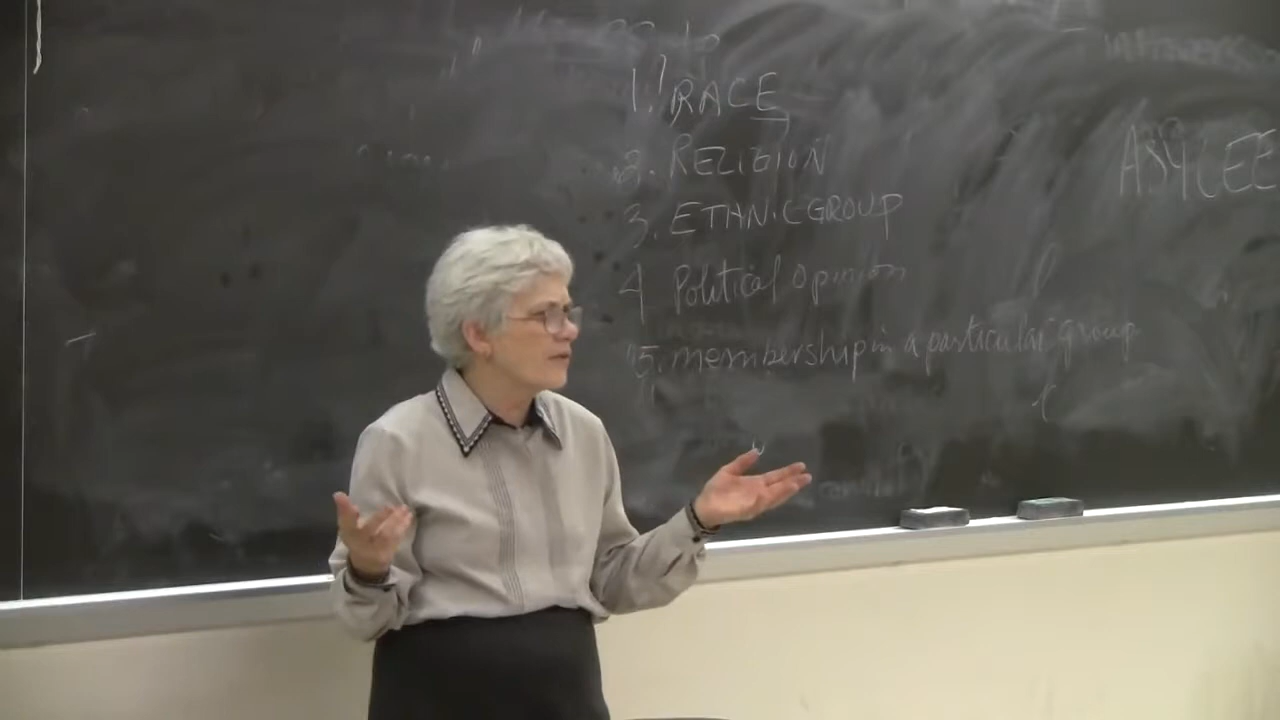 1. RACE
2. RELIGION
3. ETHNIC GROUP
4 Political opinion
5. membership in a particular group
ASYLEE